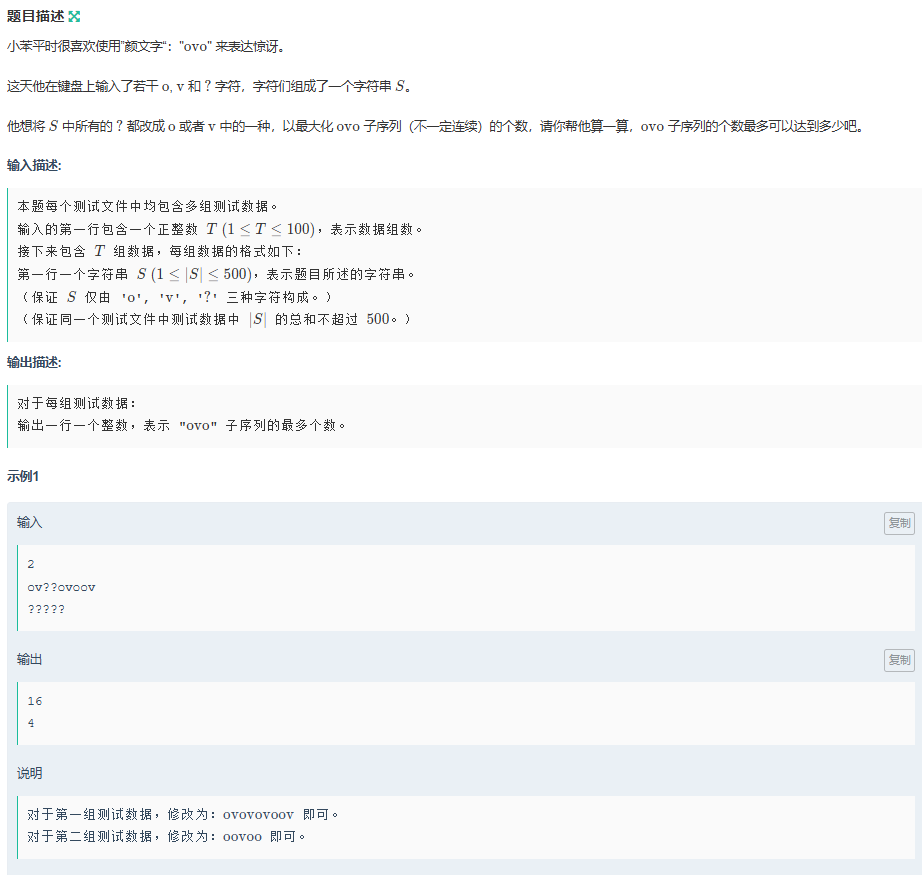 题目描述
小苯平时很喜欢使用"颜文字“："ovo" 来表达惊讶。
这天他在键盘上输入了若干 o, v 和 ? 字符，字符们组成了一个字符串 S。
他想将 S 中所有的 ? 都改成 o 或者 v 中的一种，以最大化 ovo 子序列（不一定连续）的个数，请你帮他算一算，ovo 子序列的个数最多可以达到多少吧。
输入描述:
本题每个测试文件中均包含多组测试数据。
输入的第一行包含一个正整数 T (1 ≤ T ≤ 100)，表示数据组数。
接下来包含 T 组数据，每组数据的格式如下：
第一行一个字符串 S (1 ≤ |S| ≤ 500)，表示题目所述的字符串。
（保证 S 仅由 'o', 'v', '?' 三种字符构成。）
（保证同一个测试文件中测试数据中 |S| 的总和不超过 500。）
输出描述:
对于每组测试数据：
输出一行一个整数，表示 "ovo" 子序列的最多个数。
示例1
输入
复制
2
ov??ovoov
?????
输出
复制
16
4
说明
对于第一组测试数据，修改为：ovovovoov 即可。
对于第二组测试数据，修改为：oovoo 即可。